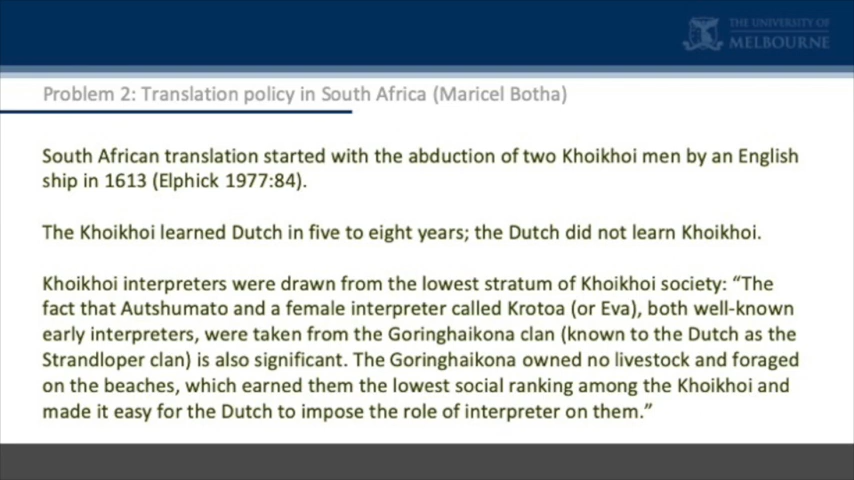 THE UNIVERSITY OF
MELBOURNE
Problem 2: Translation policy in South Africa (Maricel Botha)
South African translation started with the abduction of two Khoikhoi men by an English
ship in 1613 (Elphick 1977:84).
The Khoikhoi learned Dutch in five to eight years; the Dutch did not learn Khoikhoi.
Khoikhoi interpreters were drawn from the lowest stratum of Khoikhoi society: “The
fact that Autshumato and a female interpreter called Krotoa (or Eva), both well-known
early interpreters, were taken from the Goringhaikona clan (known to the Dutch as the
Strandloper clan) is also significant. The Goringhaikona owned no livestock and foraged
on the beaches, which earned them the lowest social ranking among the Khoikhoi and
made it easy for the Dutch to impose the role of interpreter on them.”